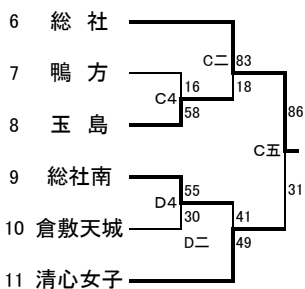 6 総社
C二 83
7 鴨方
16 18
C4
58 86
8 玉島
C五
9 総社南
55 31
D4
30 41
10 倉敷天城
D二 49
11 清心女子